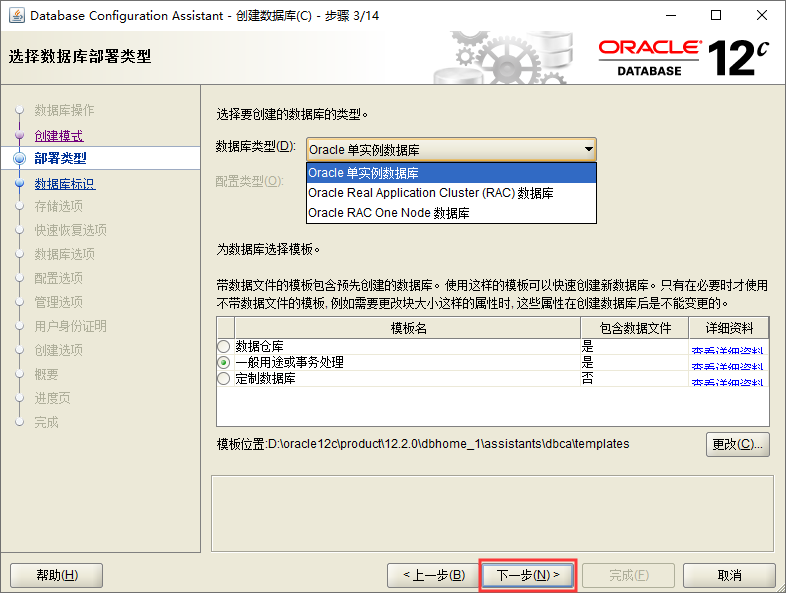 Database Configuration Assistant - 创建数据库(C) - 步骤 3/14
选择数据库部署类型
ORACLE
DATABASE
12c
数据库操作
创建模式
部署类型
数据库标识
存储选项
快速恢复选项
数据库选项
配置选项
管理选项
用户身份证明
创建选项
概要
进度页
完成
选择要创建的数据库的类型。
数据库类型(D): Oracle 单实例数据库
Oracle 单实例数据库
配置类型(O):
Oracle Real Application Cluster (RAC) 数据库
Oracle RAC One Node 数据库
为数据库选择模板。
带数据文件的模板包含预先创建的数据库。使用这样的模板可以快速创建新数据库。只有在必要时才使用
不带数据文件的模板, 例如需要更改块大小这样的属性时, 这些属性在创建数据库后是不能变更的。
模板名 包含数据文件 详细资料
数据仓库 是 查看详细资料
一般用途或事务处理 是 查看详细资料
定制数据库 否 查看详细资料
模板位置:D:\oracle12c\product\12.2.0\dbhome_1\assistants\dbca\templates
更改(C)...
帮助(H) < 上一步(B) 下一步(N) > 完成(F) 取消